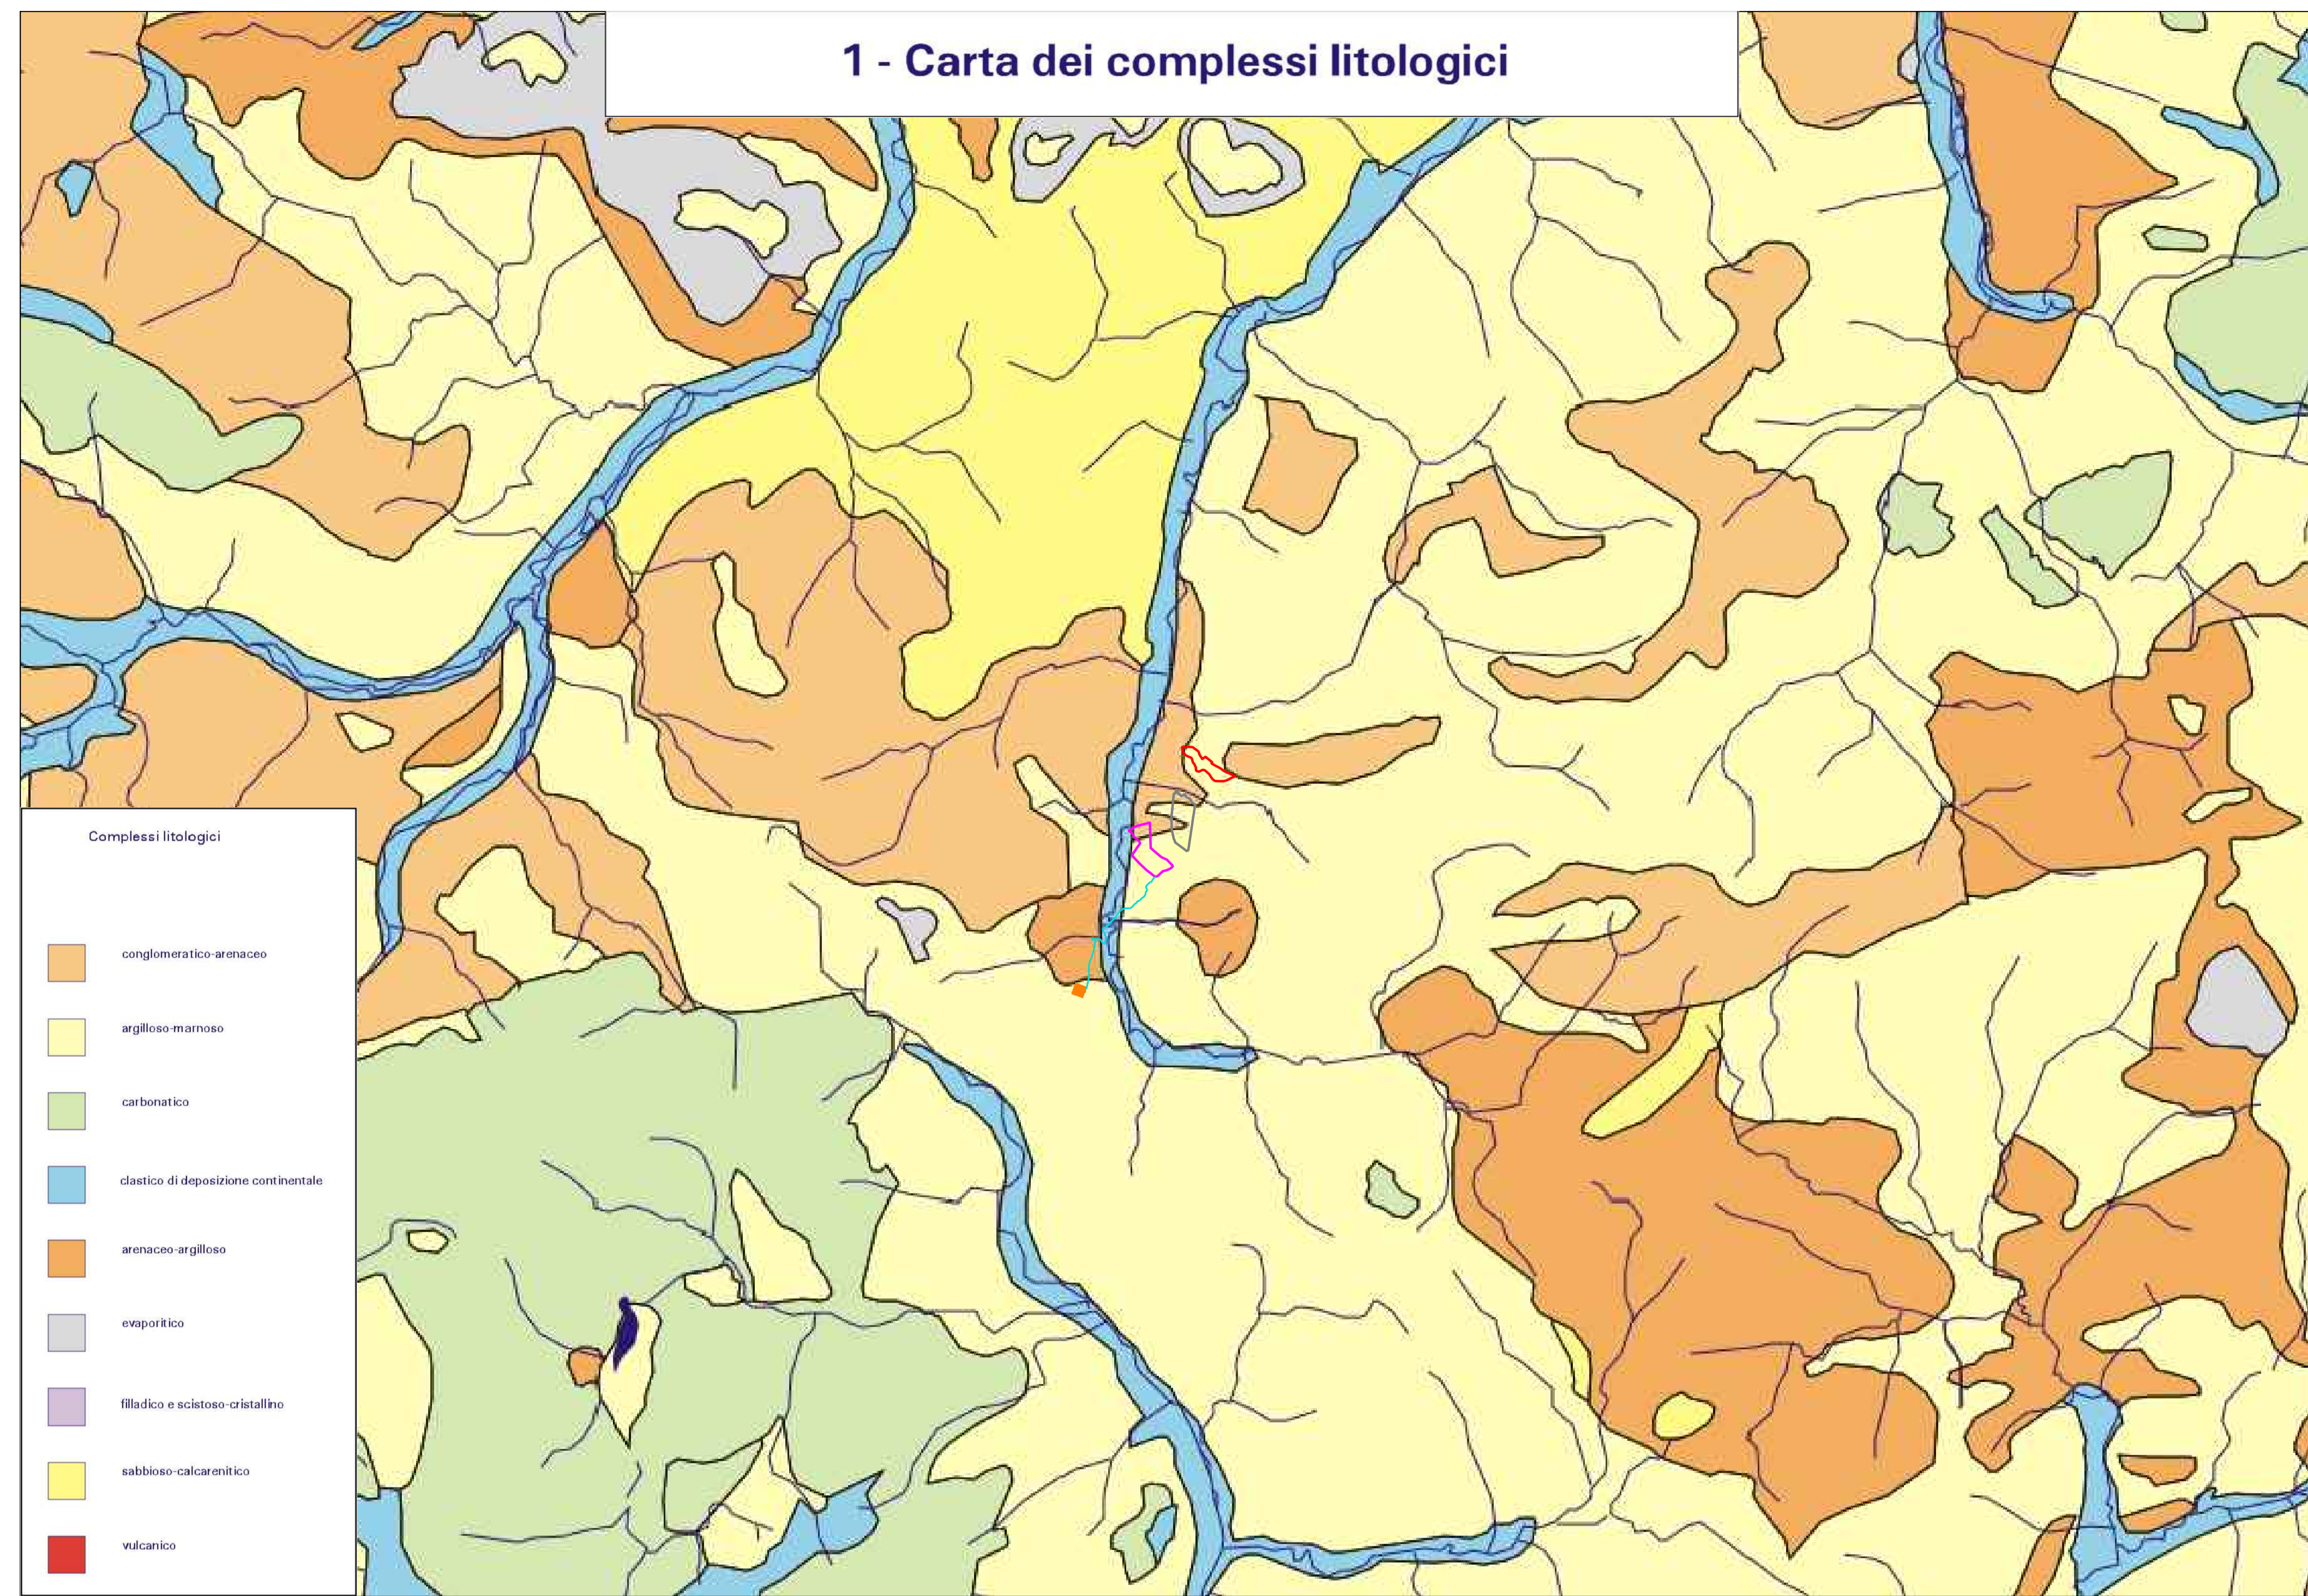 1 - Carta dei complessi litologici
Complessi litologici
conglomeratico-arenaceo
argilloso-marnoso
carbonatico
clastico di deposizione continentale
arenaceo-argilloso
evaporitico
filladico e scistoso-cristallino
sabbioso-calcarenitico
vulcanico